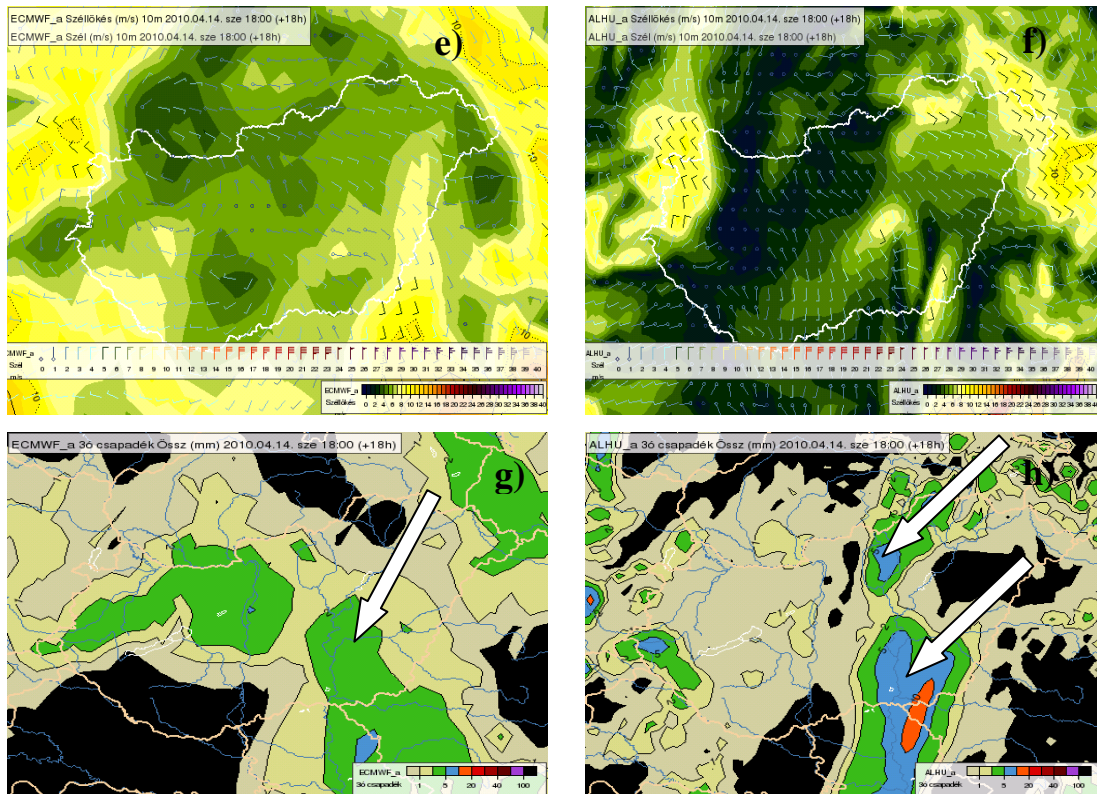 ECMWF_a Széllökés (m/s) 10m 2010.04.14. sze 18:00 (+18h)
ECMWF_a Szél (m/s) 10m 2010.04.14. sze 18:00 (+18h)
e)
10
CMWF_a
Szél
m/s
0 1 2 3 4 5 6 7 8 9 10 11 12 13 14 15 16 17 18 19 20 21 22 23 24 25 26 27 28 29 30 31 32 33 34 35 36 37 38 39 40
ECMWF_a
Széllökés
0 2 4 6 8 10 12 14 16 18 20 22 24 26 28 30 32 34 36 38 40
ALHU_a Széllökés (m/s) 10m 2010.04.14. sze 18:00 (+18h)
ALHU_a Szél (m/s) 10m 2010.04.14. sze 18:00 (+18h)
f)
10
ALHU_a
Szél
m/s
0 1 2 3 4 5 6 7 8 9 10 11 12 13 14 15 16 17 18 19 20 21 22 23 24 25 26 27 28 29 30 31 32 33 34 35 36 37 38 39 40
ALHU_a
Széllökés
0 2 4 6 8 10 12 14 16 18 20 22 24 26 28 30 32 34 36 38 40
ECMWF_a 3ó csapadék Össz (mm) 2010.04.14. sze 18:00 (+18h)
g)
ECMWF_a
3ó csapadék
1 5 10 20 40 100
ALHU_a 3ó csapadék Össz (mm) 2010.04.14. sze 18:00 (+18h)
h)
5
ALHU_a
3ó csapadék
1 5 10 20 40 100